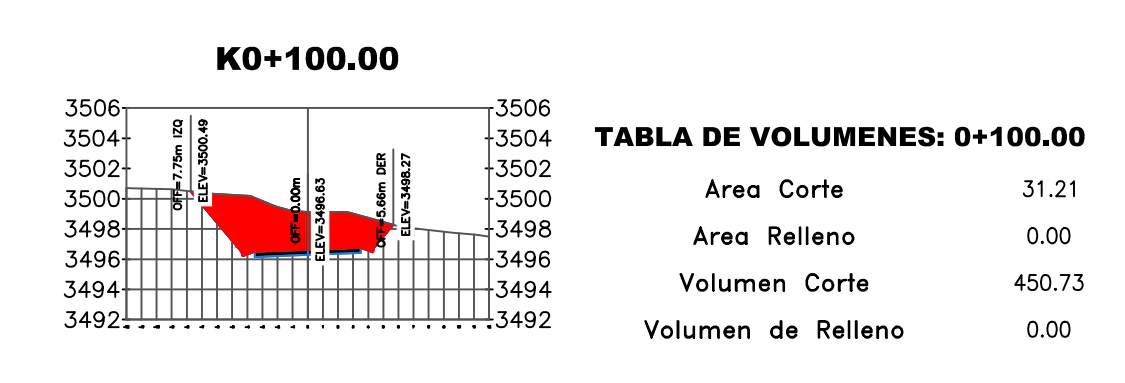 K0+100.00
3506 3506
3504 3504
3502 3502
3500 3500
3498 3498
3496 3496
3494 3494
3492 3492
OFF=7.75m IZQ
ELEV=3500.49
OFF=0.00m
ELEV=3496.63
OFF=5.66m DER
ELEV=3498.27
TABLA DE VOLUMENES: 0+100.00
Area Corte 31.21
Area Relleno 0.00
Volumen Corte 450.73
Volumen de Relleno 0.00